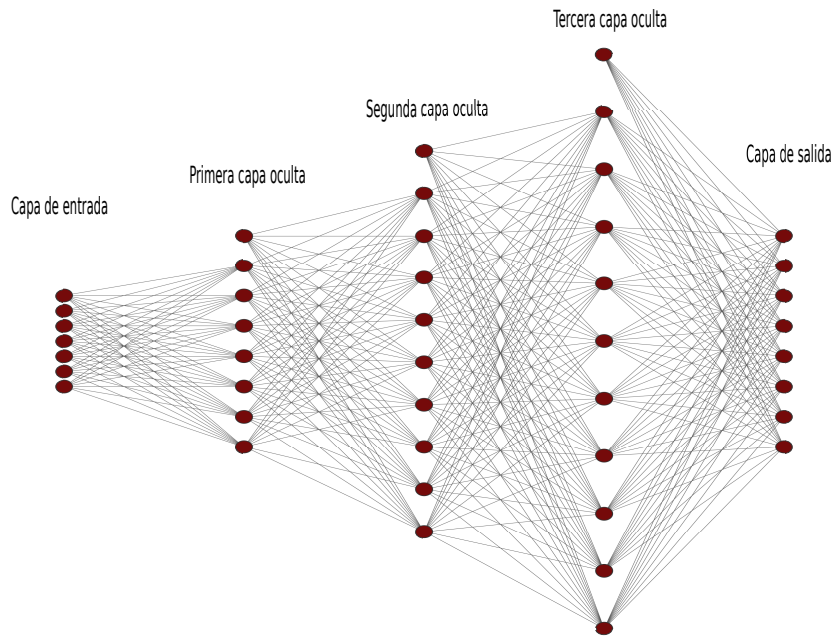 Capa de entrada
Primera capa oculta
Segunda capa oculta
Tercera capa oculta
Capa de salida